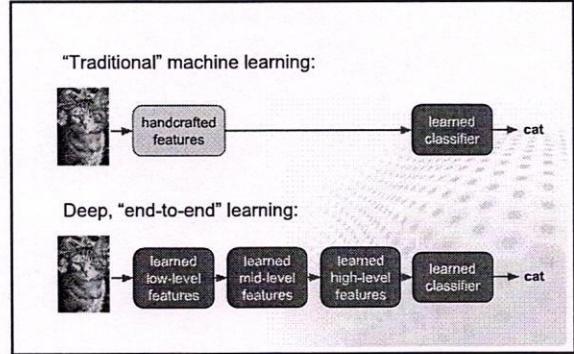 “Traditional” machine learning:
handcrafted
features
learned
classifier
cat
Deep, “end-to-end” learning:
learned
low-level
features
learned
mid-level
features
learned
high-level
features
learned
classifier
cat